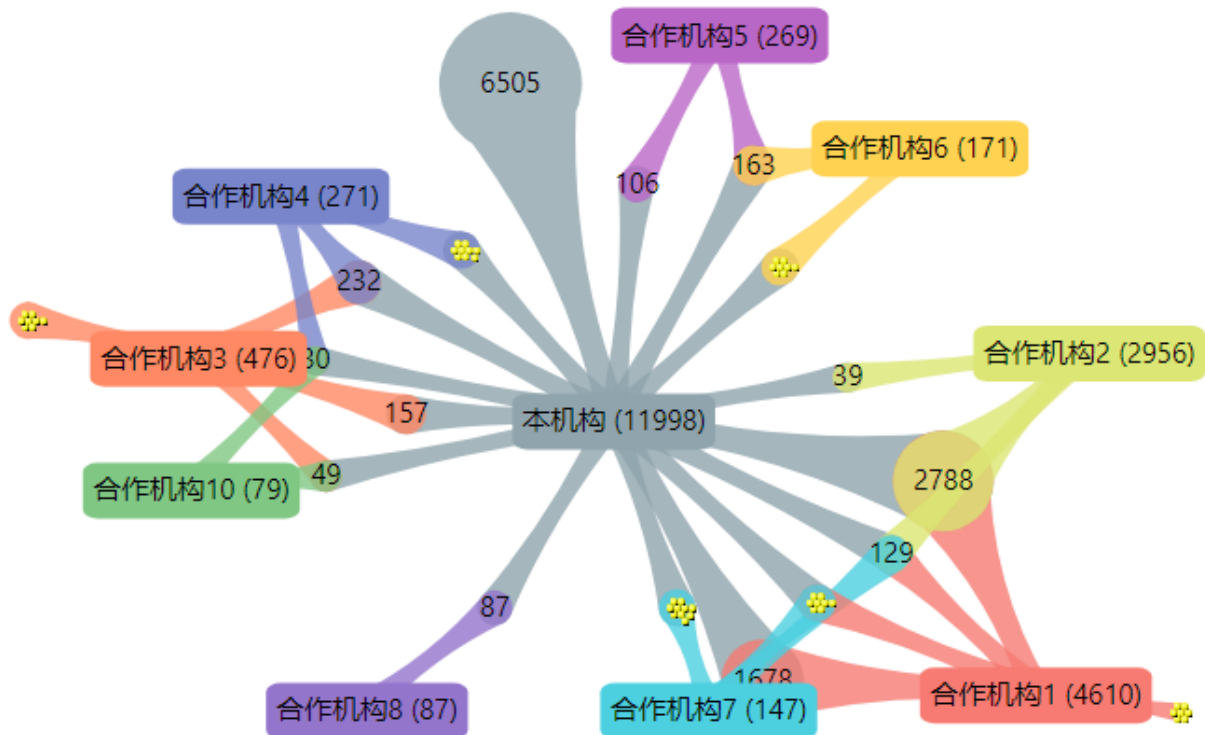 合作机构5 (269)
6505
合作机构6 (171)
163
106
合作机构4 (271)
232
合作机构3 (476)
30
合作机构2 (2956)
39
157
本机构 (11998)
49
合作机构10 (79)
2788
129
87
1678
合作机构8 (87)
合作机构7 (147)
合作机构1 (4610)